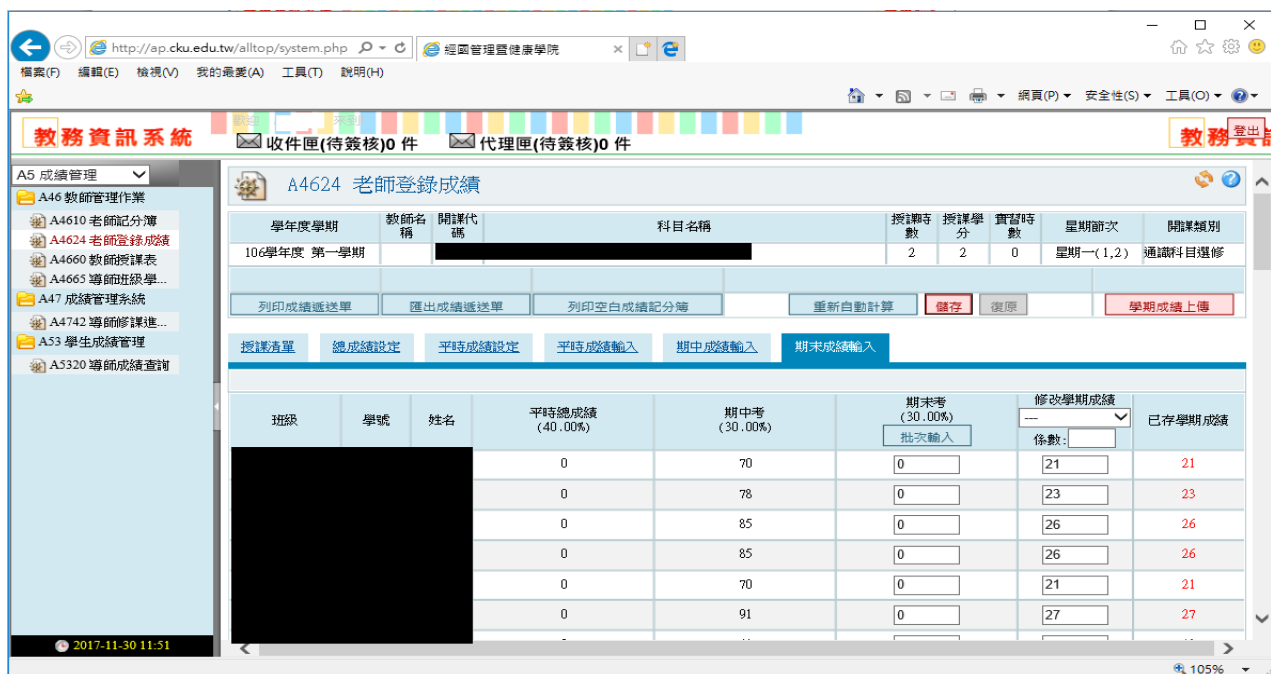 http://ap.cku.edu.tw/alltop/system.php
經國管理暨健康學院
檔案(F) 編輯(E) 檢視(V) 我的最愛(A) 工具(T) 說明(H)
網頁(P) 安全性(S) 工具(O)
教務資訊系統
歡迎 來到
收件匣(待簽核)0 件 代理匣(待簽核)0 件
教務資訊
登出
A5 成績管理
A46 教師管理作業
A4610 老師記分簿
A4624 老師登錄成績
A4660 教師授課表
A4665 導師班級學...
A47 成績管理系統
A4742 導師修課進...
A53 學生成績管理
A5320 導師成績查詢
2017-11-30 11:51
A4624 老師登錄成績
學年度學期 教師名稱 開課代碼 科目名稱 授課時數 授課學分 實習時數 星期節次 開課類別
106學年度 第一學期 2 2 0 星期一(1,2) 通識科目選修
列印成績遞送單 匯出成績遞送單 列印空白成績記分簿 重新自動計算 儲存 復原 學期成績上傳
授課清單 總成績設定 平時成績設定 平時成績輸入 期中成績輸入 期末成績輸入
班級 學號 姓名 平時總成績 (40.00%) 期中考 (30.00%) 期末考 (30.00%) 批次輸入 修改學期成績 --- 係數: 已存學期成績
0 70 0 21 21
0 78 0 23 23
0 85 0 26 26
0 85 0 26 26
0 70 0 21 21
0 91 0 27 27
105%